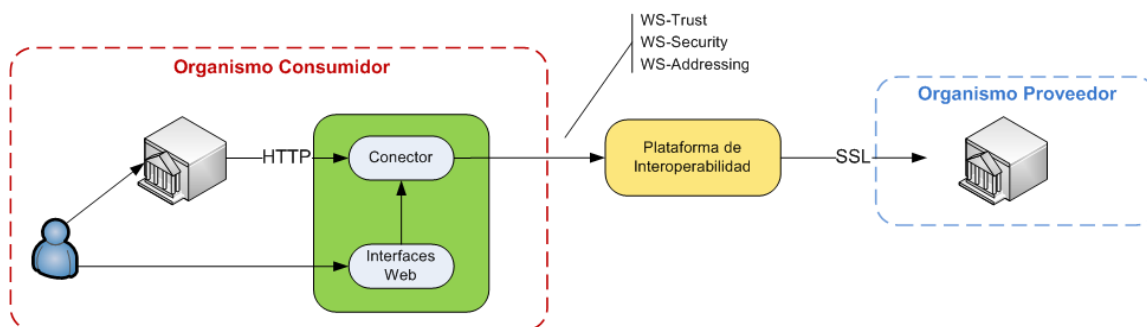 WS-Trust
WS-Security
WS-Addressing
Organismo Consumidor
Organismo Proveedor
HTTP
Conector
Plataforma de
Interoperabilidad
SSL
Interfaces
Web